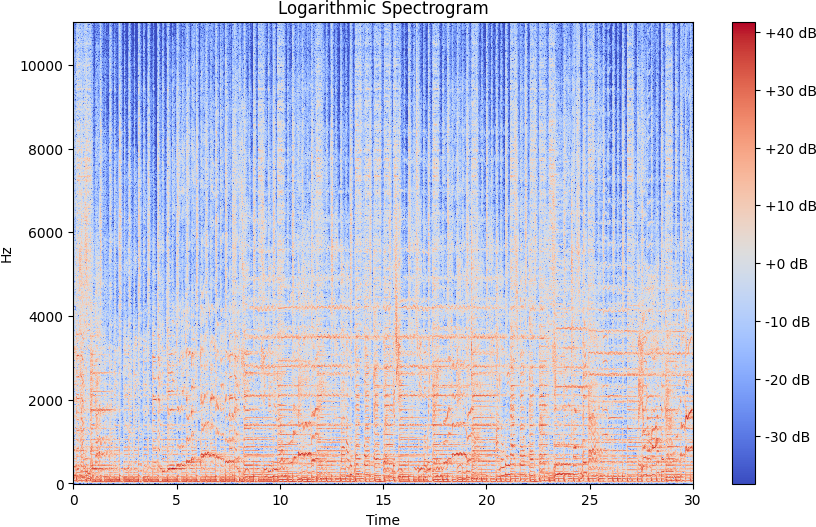 Logarithmic Spectrogram
Hz
10000
8000
6000
4000
2000
0
0 5 10 15 20 25 30
Time
+40 dB
+30 dB
+20 dB
+10 dB
+0 dB
-10 dB
-20 dB
-30 dB